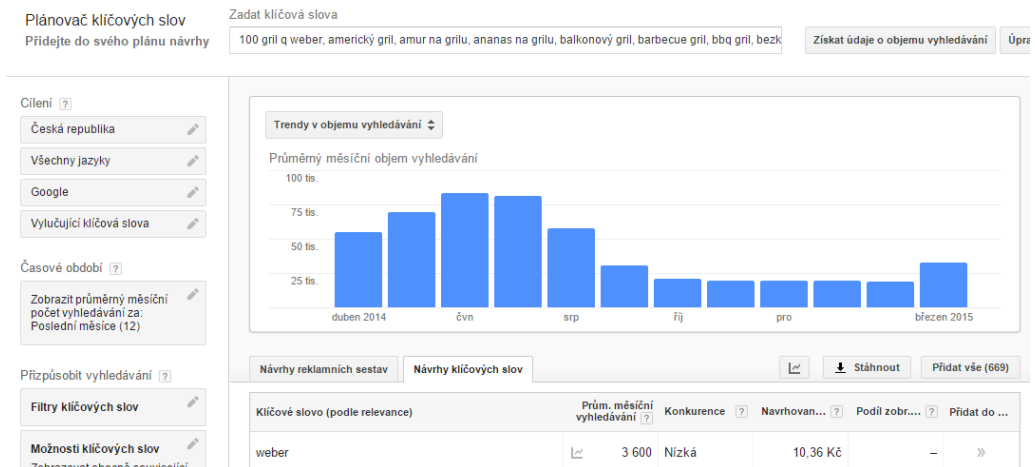 Plánovač klíčových slov
Přidejte do svého plánu návrhy
Zadat klíčová slova
100 gril q weber, americký gril, amur na grilu, ananas na grilu, balkonový gril, barbecue gril, bbq gril, bezk
Získat údaje o objemu vyhledávání
Úpra
Cílení ?
Česká republika
Všechny jazyky
Google
Vylučující klíčová slova
Časové období ?
Zobrazit průměrný měsíční
počet vyhledávání za:
Poslední měsíce (12)
Přizpůsobit vyhledávání ?
Filtry klíčových slov
Možnosti klíčových slov
Zobrazovat obecně související
Trendy v objemu vyhledávání
Průměrný měsíční objem vyhledávání
100 tis.
75 tis.
50 tis.
25 tis.
duben 2014 čvn srp říj pro březen 2015
Návrhy reklamních sestav
Návrhy klíčových slov
Stáhnout
Přidat vše (669)
Klíčové slovo (podle relevance)
Prům. měsíční
vyhledávání ?
Konkurence ?
Navrhovan... ?
Podíl zobr.... ?
Přidat do ...
weber 3 600 Nízká 10,36 Kč – »